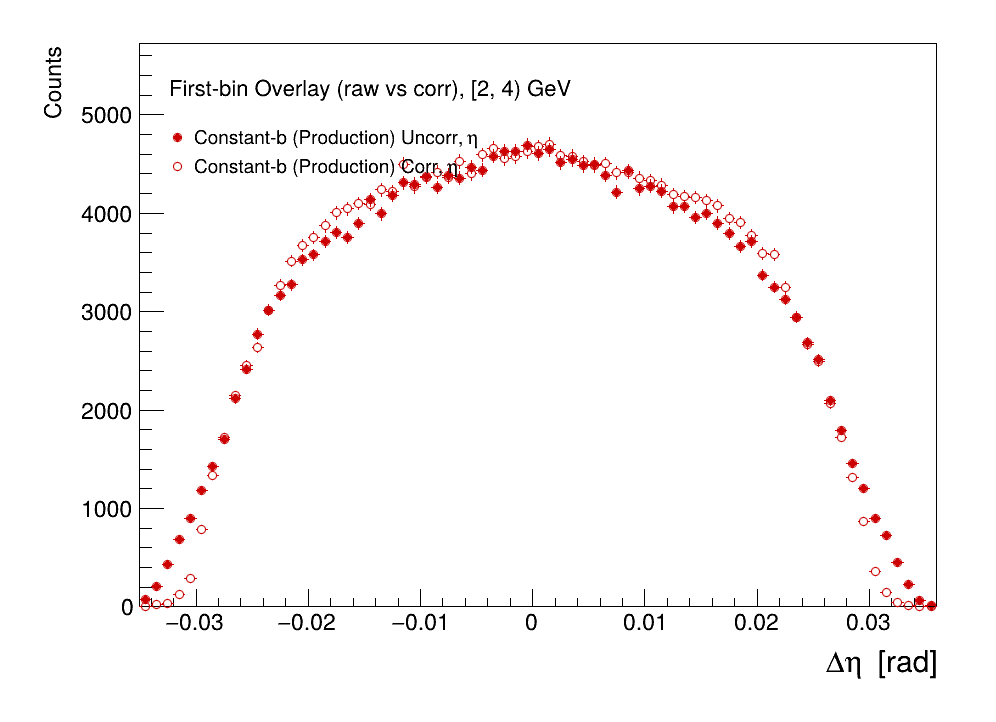 Counts
First-bin Overlay (raw vs corr), [2, 4) GeV
Constant-b (Production) Uncorr, η
Constant-b (Production) Corr, η
5000
4000
3000
2000
1000
0
−0.03 −0.02 −0.01 0 0.01 0.02 0.03
Δη [rad]